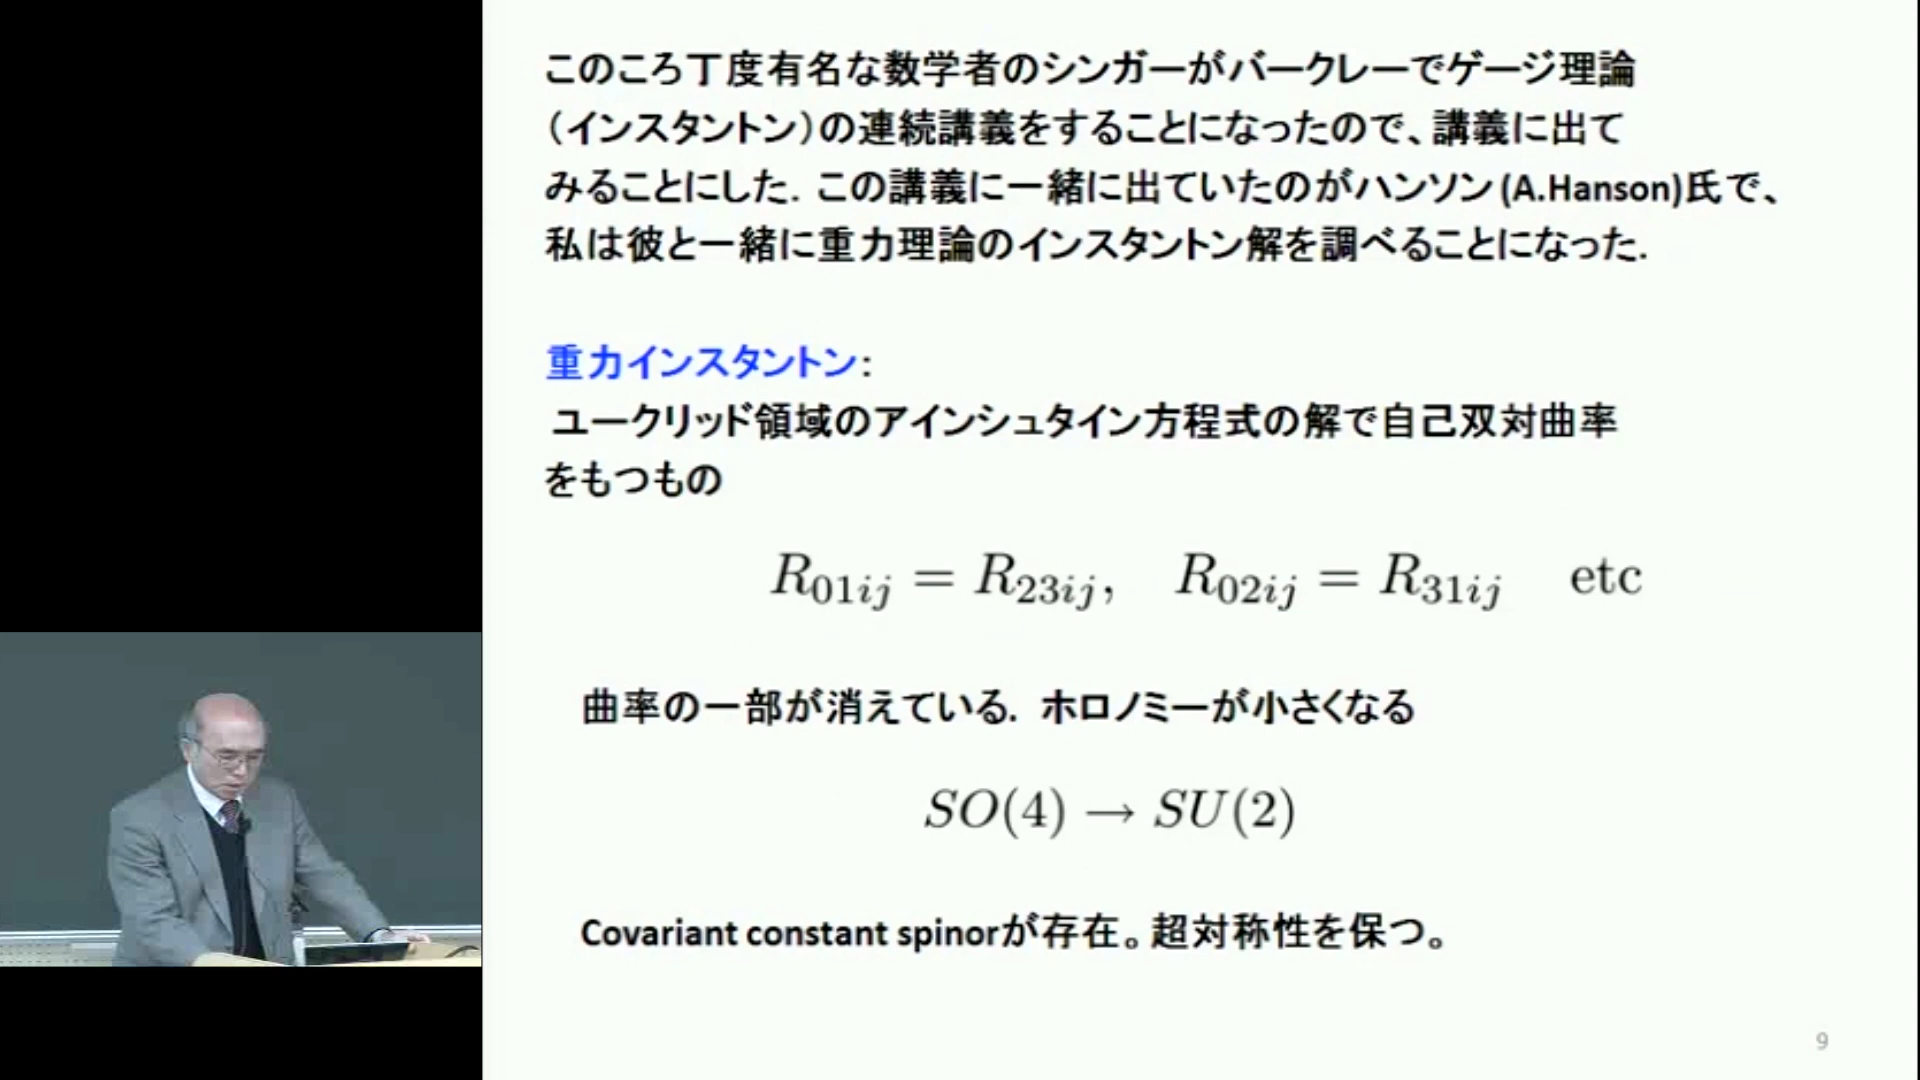 このころ丁度有名な数学者のシンガーがバークレーでゲージ理論
（インスタントン）の連続講義をすることになったので、講義に出て
みることにした．この講義に一緒に出ていたのがハンソン(A.Hanson)氏で、
私は彼と一緒に重力理論のインスタントン解を調べることになった．
重力インスタントン：
ユークリッド領域のアインシュタイン方程式の解で自己双対曲率
をもつもの
R_{01ij} = R_{23ij},  R_{02ij} = R_{31ij}  etc
曲率の一部が消えている．ホロノミーが小さくなる
SO(4) → SU(2)
Covariant constant spinorが存在。超対称性を保つ。
9